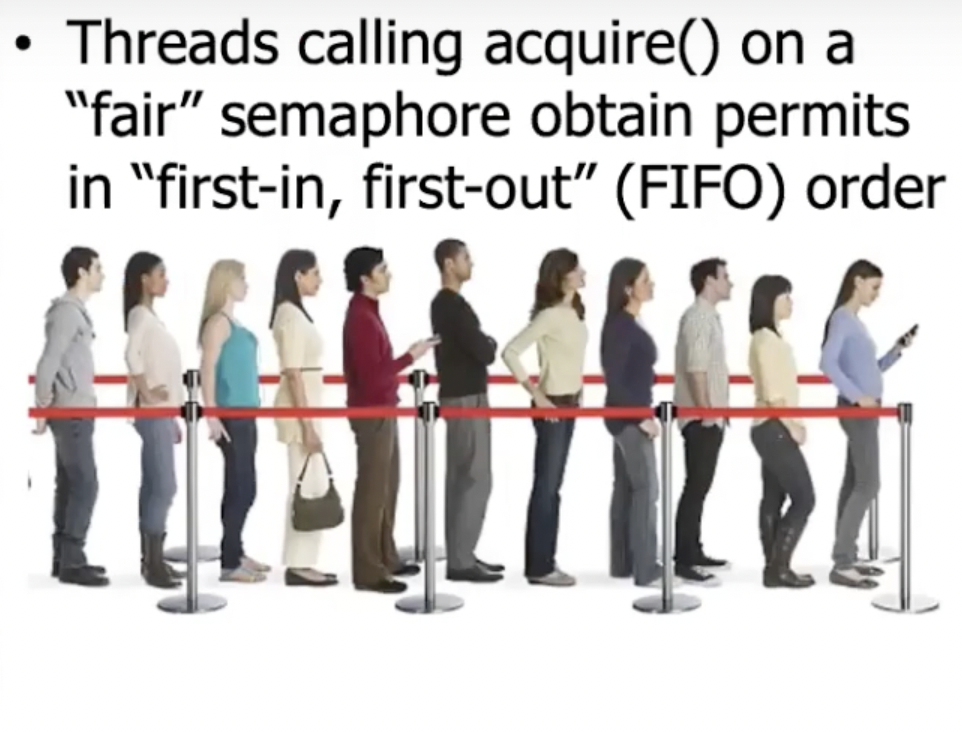 • Threads calling acquire() on a
“fair” semaphore obtain permits
in “first-in, first-out” (FIFO) order